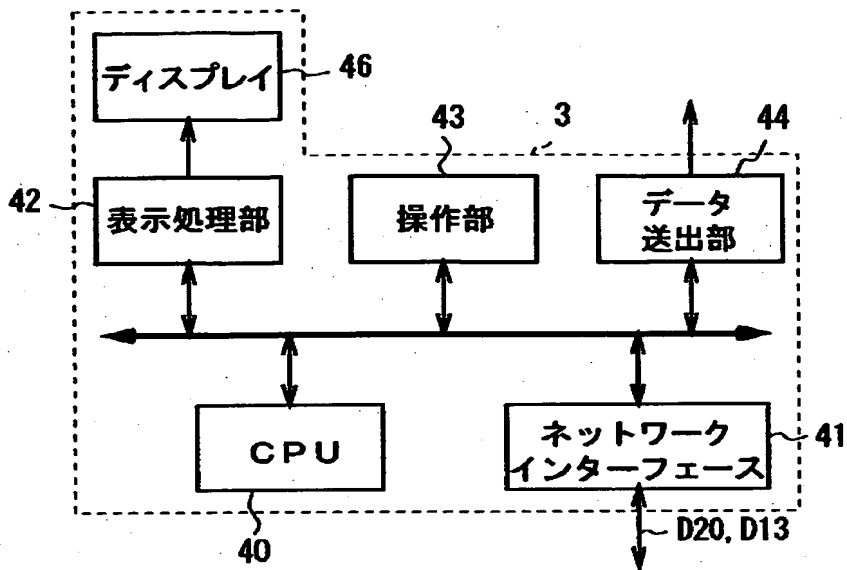 ディスプレイ
46
43
3
44
42
表示処理部
操作部
データ
送出部
CPU
ネットワーク
インターフェース
41
40
D20, D13